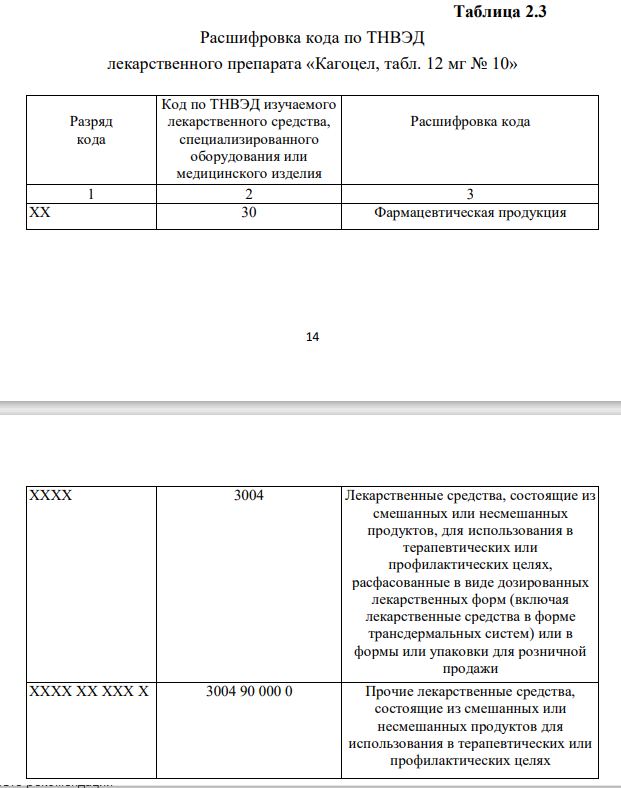 Таблица 2.3
Расшифровка кода по ТНВЭД
лекарственного препарата «Кагоцел, табл. 12 мг № 10»
Разряд
кода
Код по ТНВЭД изучаемого
лекарственного средства,
специализированного
оборудования или
медицинского изделия
Расшифровка кода
1 2 3
XX 30 Фармацевтическая продукция
14
XXXX 3004 Лекарственные средства, состоящие из
смешанных или несмешанных
продуктов, для использования в
терапевтических или
профилактических целях,
расфасованные в виде дозированных
лекарственных форм (включая
лекарственные средства в форме
трансдермальных систем) или в
формы или упаковки для розничной
продажи
XXXX XX XXX X 3004 90 000 0 Прочие лекарственные средства,
состоящие из смешанных или
несмешанных продуктов для
использования в терапевтических или
профилактических целях